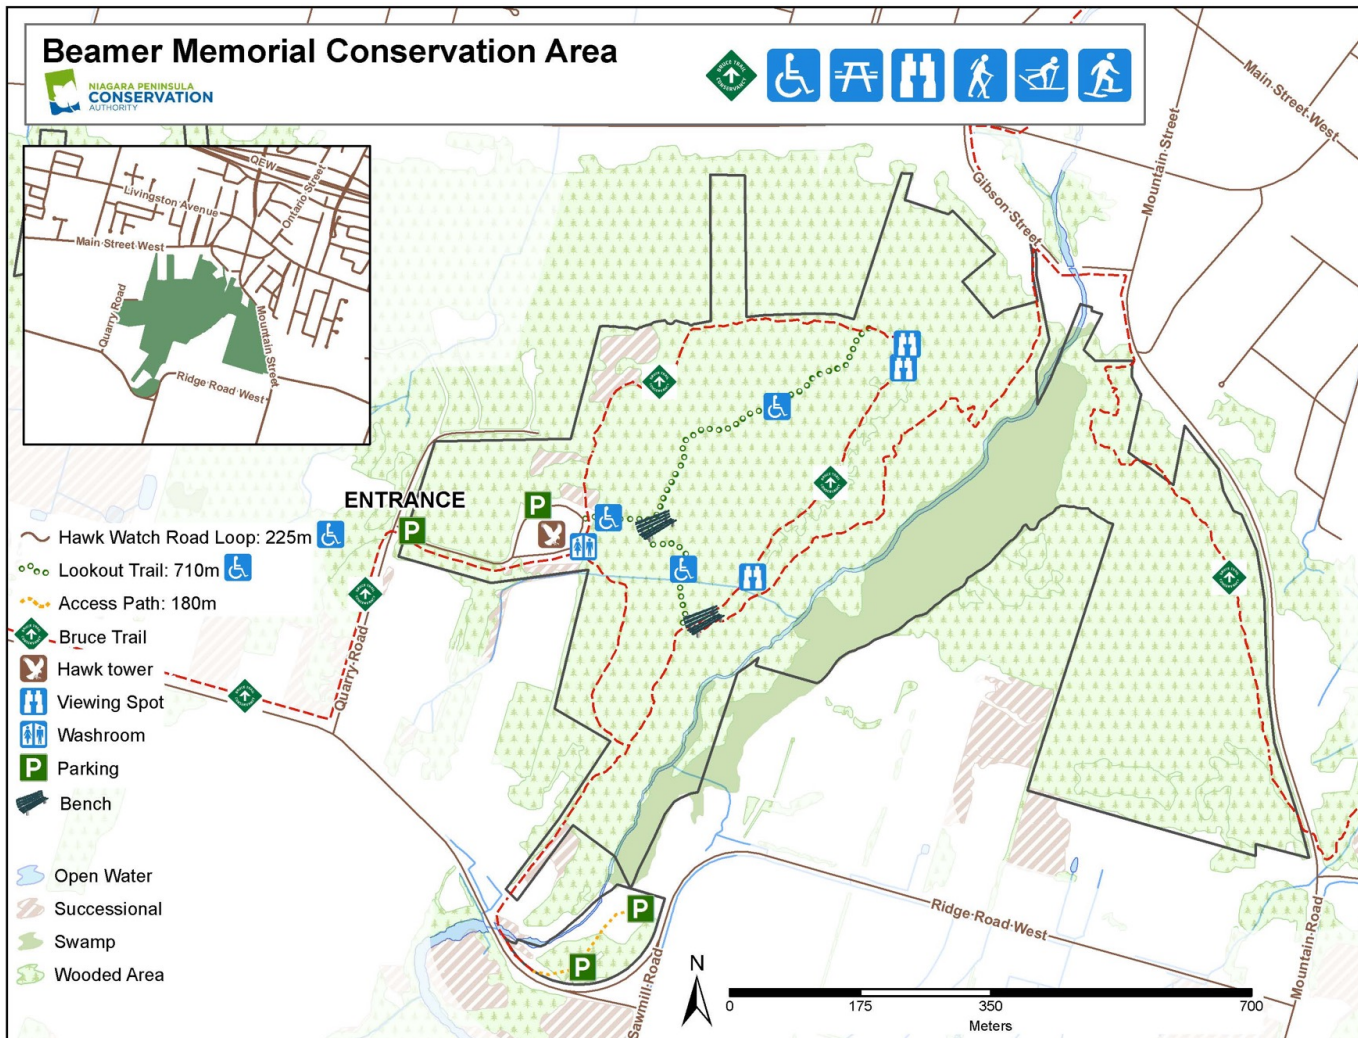 Beamer Memorial Conservation Area
NIAGARA PENINSULA
CONSERVATION
AUTHORITY
BRUCE TRAIL
CONSERVANCY
QEW
Livingston Avenue
Ontario Street
Main Street West
Quarry Road
Mountain Street
Ridge Road West
Main Street West
Mountain Street
Gibson Street
ENTRANCE
P
P
Hawk Watch Road Loop: 225m
Lookout Trail: 710m
Access Path: 180m
Bruce Trail
Hawk tower
Viewing Spot
Washroom
P Parking
Bench
Quarry Road
Open Water
Successional
Swamp
Wooded Area
P
P
Ridge Road West
Sawmill Road
Mountain Road
N
0 175 350 700
Meters